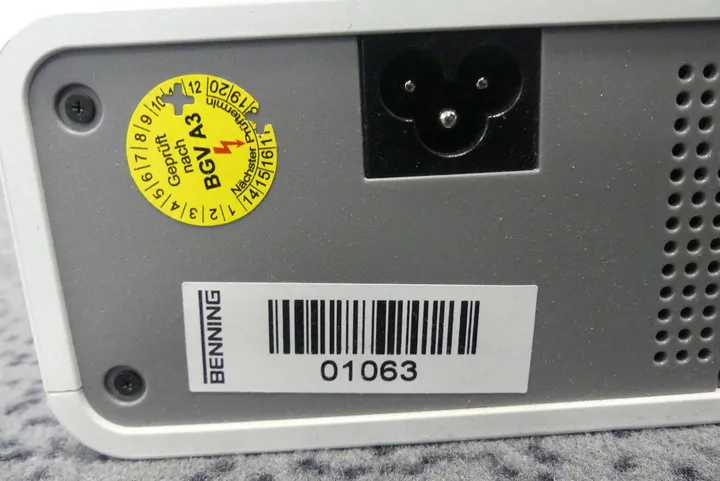 Geprüft
nach
BGV A3
Nächster Prüftermin
1 | 2 | 3 | 4 | 5 | 6 | 7 | 8 | 9 | 10
12
14 | 15 | 16
19 | 20
BENNING
01063